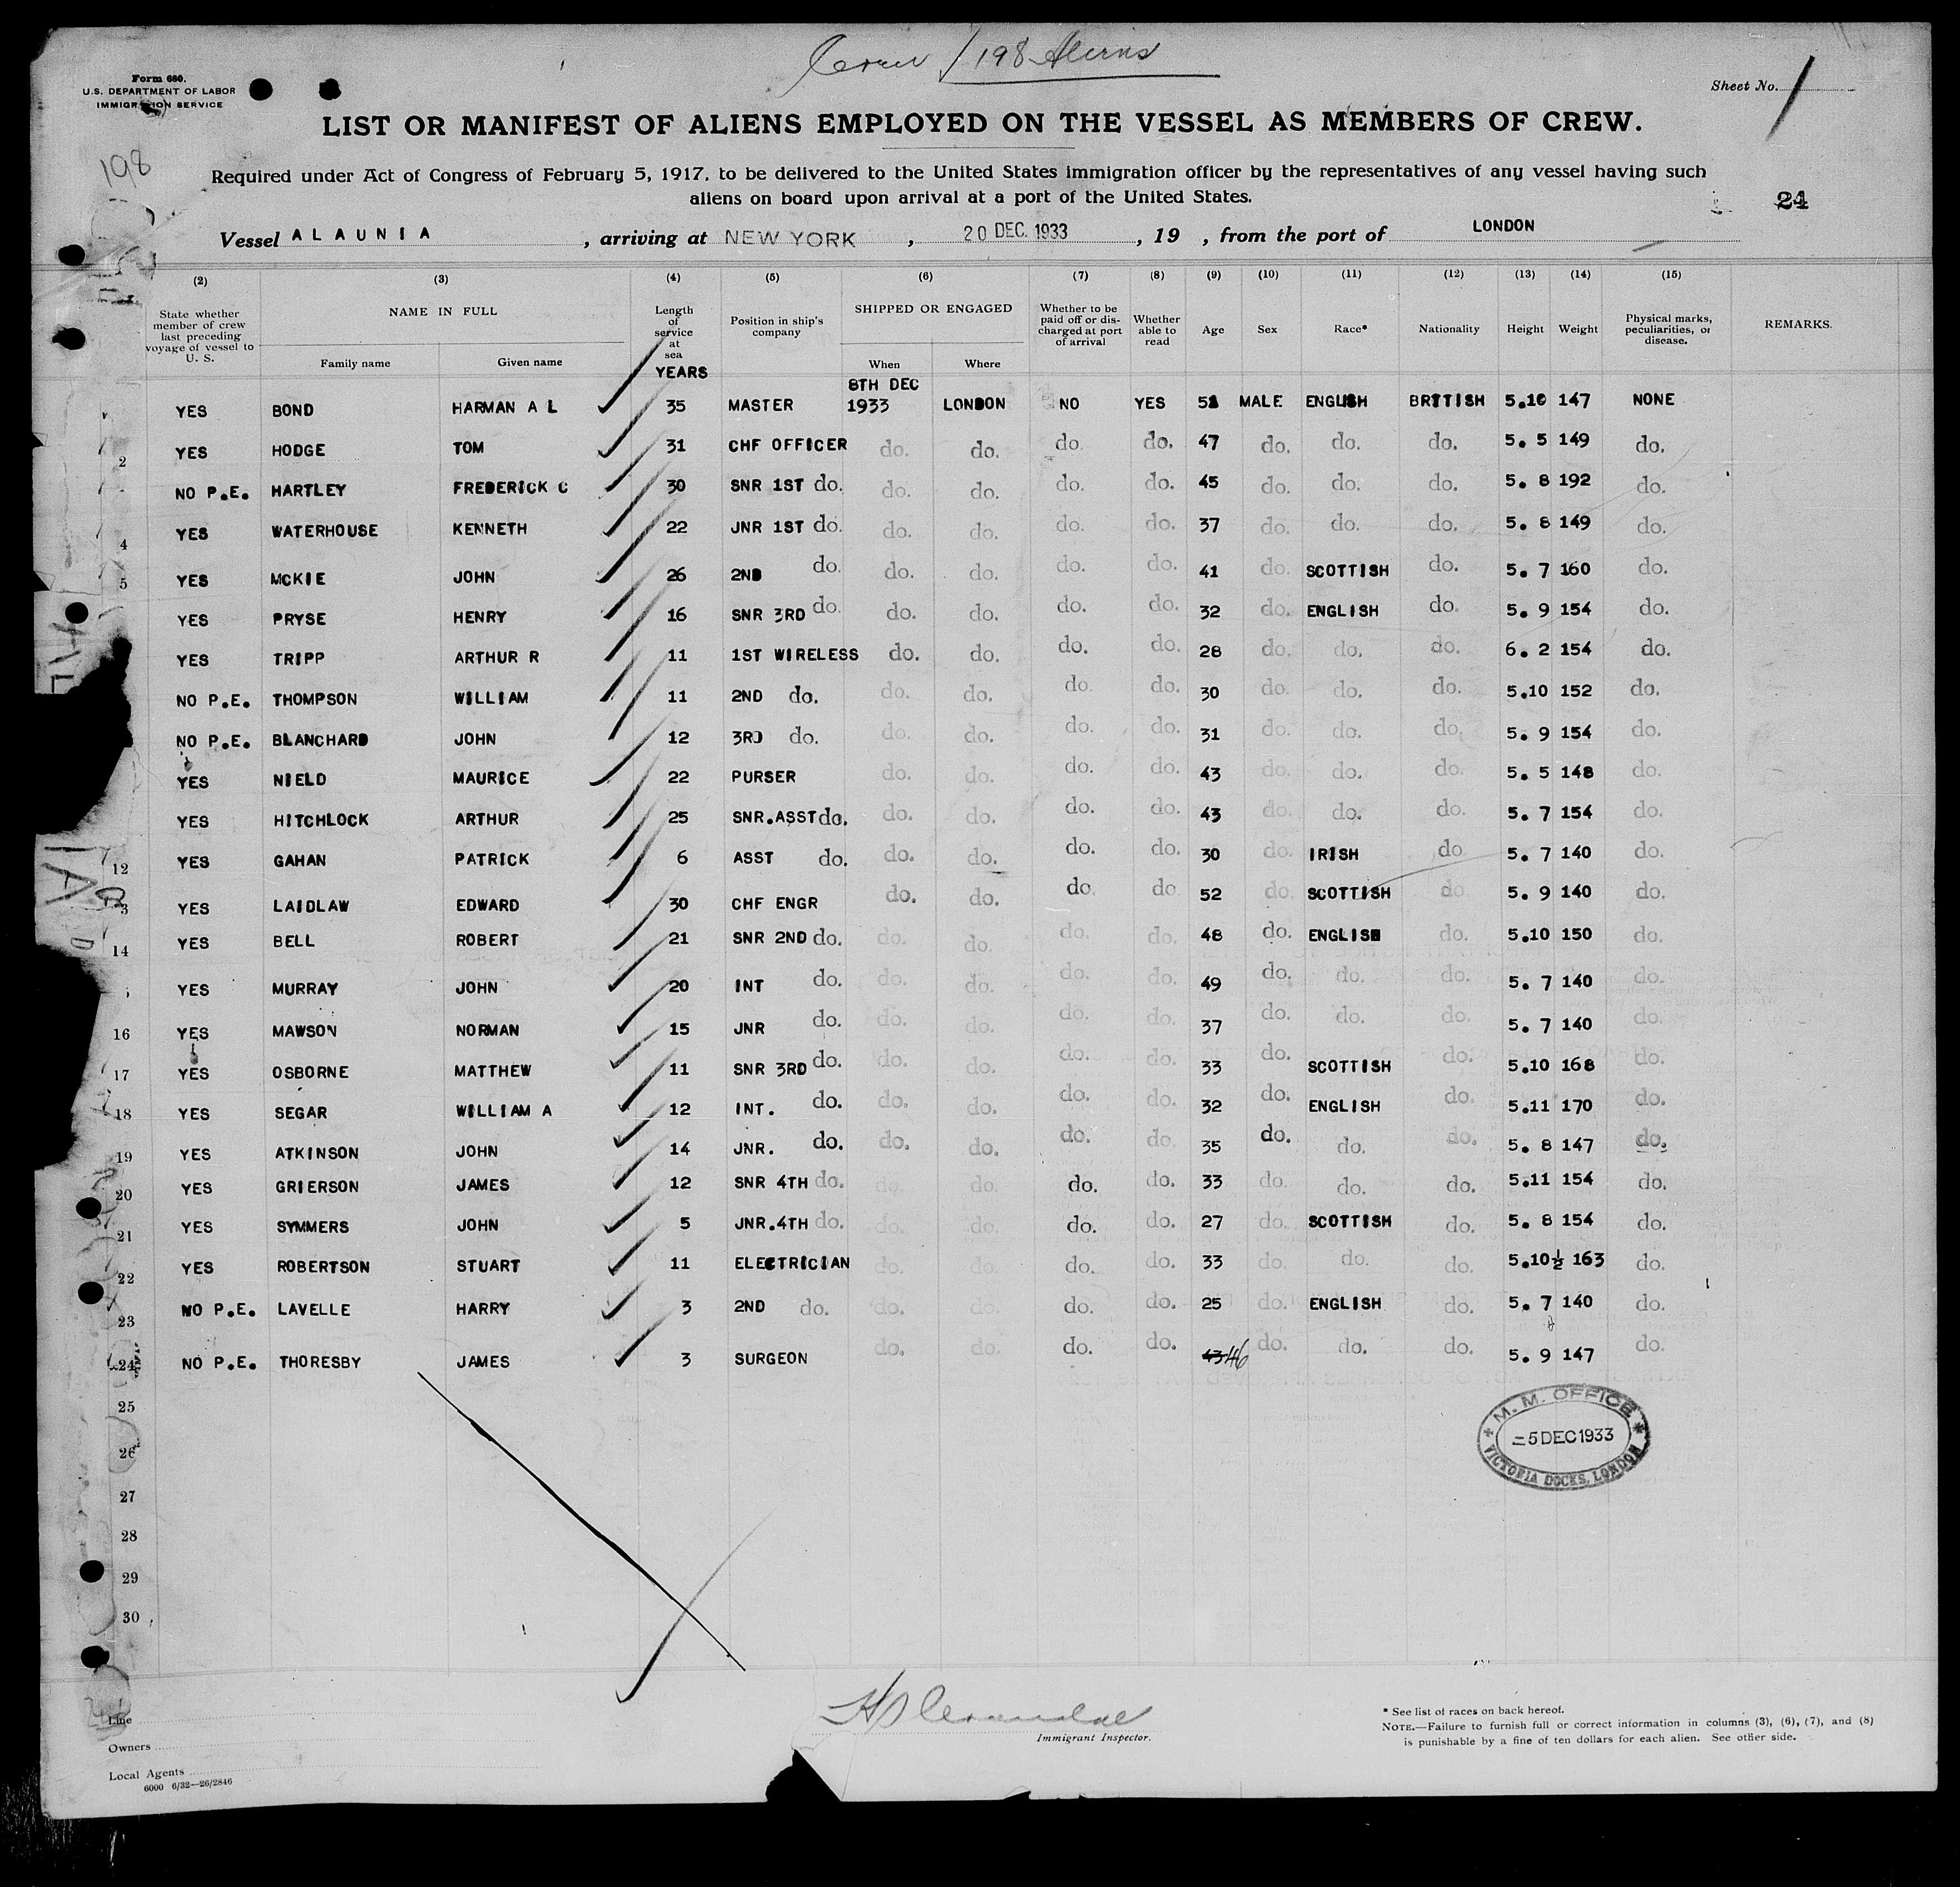 Crew / 198 Aliens
Form 680.
U.S. DEPARTMENT OF LABOR
IMMIGRATION SERVICE
Sheet No. 1
LIST OR MANIFEST OF ALIENS EMPLOYED ON THE VESSEL AS MEMBERS OF CREW.
198
Required under Act of Congress of February 5, 1917, to be delivered to the United States immigration officer by the representatives of any vessel having such
aliens on board upon arrival at a port of the United States.
24
Vessel ALAUNIA, arriving at NEW YORK, 20 DEC. 1933, 19 , from the port of LONDON
(2) (3) (4) (5) (6) (7) (8) (9) (10) (11) (12) (13) (14) (15)
State whether member of crew last preceding voyage of vessel to U. S. NAME IN FULL Family name Given name Length of service at sea YEARS Position in ship's company SHIPPED OR ENGAGED When Where Whether to be paid off or discharged at port of arrival Whether able to read Age Sex Race* Nationality Height Weight Physical marks, peculiarities, or disease. REMARKS.
YES BOND HARMAN A L 35 MASTER 8TH DEC 1933 LONDON NO YES MALE ENGLISH BRITISH 5.10 147 NONE
2 YES HODGE TOM 31 CHF OFFICER do. do. do. do. 47 do. do. do. 5. 5 149 do.
NO P.E. HARTLEY FREDERICK C 30 SNR 1ST do. do. do. do. do. 45 do. do. do. 5. 8 192 do.
4 YES WATERHOUSE KENNETH 22 JNR 1ST do. do. do. do. do. 37 do. do. do. 5. 8 149 do.
5 YES MCKIE JOHN 26 2ND do. do. do. do. do. 41 do. SCOTTISH do. 5. 7 160 do.
YES PRYSE HENRY 16 SNR 3RD do. do. do. do. do. 32 do. ENGLISH do. 5. 9 154 do.
YES TRIPP ARTHUR R 11 1ST WIRELESS do. do. do. do. 28 do. do. do. 6. 2 154 do.
NO P.E. THOMPSON WILLIAM 11 2ND do. do. do. do. do. 30 do. do. do. 5.10 152 do.
NO P.E. BLANCHARD JOHN 12 3RD do. do. do. do. do. 31 do. do. do. 5. 9 154 do.
YES NIELD MAURICE 22 PURSER do. do. do. do. 43 do. do. do. 5. 5 148 do.
YES HITCHLOCK ARTHUR 25 SNR.ASST do. do. do. do. do. 43 do. do. do. 5. 7 154 do.
12 YES GAHAN PATRICK 6 ASST do. do. do. do. do. 30 do. IRISH do. 5. 7 140 do.
3 YES LAIDLAW EDWARD 30 CHF ENGR do. do. do. do. 52 do. SCOTTISH do. 5. 9 140 do.
14 YES BELL ROBERT 21 SNR 2ND do. do. do. do. do. 48 do. ENGLISH do. 5.10 150 do.
YES MURRAY JOHN 20 INT do. do. do. do. do. 49 do. do. do. 5. 7 140 do.
16 YES MAWSON NORMAN 15 JNR do. do. do. do. do. 37 do. do. do. 5. 7 140 do.
17 YES OSBORNE MATTHEW 11 SNR 3RD do. do. do. do. do. 33 do. SCOTTISH do. 5.10 168 do.
18 YES SEGAR WILLIAM A 12 INT. do. do. do. do. do. 32 do. ENGLISH do. 5.11 170 do.
19 YES ATKINSON JOHN 14 JNR. do. do. do. do. do. 35 do. do. do. 5. 8 147 do.
20 YES GRIERSON JAMES 12 SNR 4TH do. do. do. do. do. 33 do. do. do. 5.11 154 do.
21 YES SYMMERS JOHN 5 JNR.4TH do. do. do. do. do. 27 do. SCOTTISH do. 5. 8 154 do.
22 YES ROBERTSON STUART 11 ELECTRICIAN do. do. do. do. 33 do. do. do. 5.10½ 163 do.
23 NO P.E. LAVELLE HARRY 3 2ND do. do. do. do. do. 25 do. ENGLISH do. 5. 7 140 do.
24 NO P.E. THORESBY JAMES 3 SURGEON do. do. do. do. 43 46 do. do. do. 5. 9 147 do.
25
26
27
28
29
30
M. M. OFFICE
5 DEC 1933
VICTORIA DOCKS, LONDON
Immigrant Inspector.
* See list of races on back hereof.
NOTE.—Failure to furnish full or correct information in columns (3), (6), (7), and (8)
is punishable by a fine of ten dollars for each alien. See other side.
Line
Owners
Local Agents
6000 6/32—26/2846